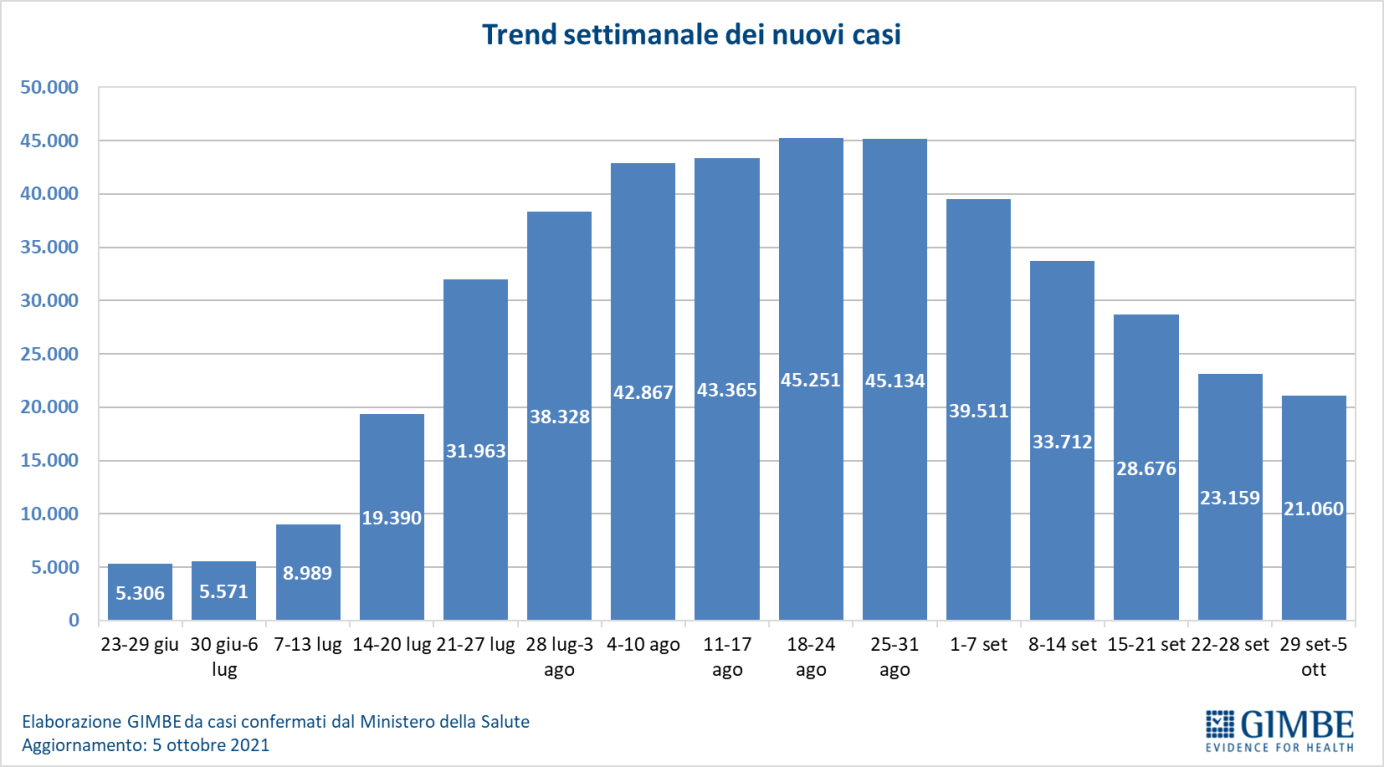 Trend settimanale dei nuovi casi
50.000
45.000
40.000
35.000
30.000
25.000
20.000
15.000
10.000
5.000
0
5.306
5.571
8.989
19.390
31.963
38.328
42.867
43.365
45.251
45.134
39.511
33.712
28.676
23.159
21.060
23-29 giu
30 giu-6
lug
7-13 lug
14-20 lug
21-27 lug
28 lug-3
ago
4-10 ago
11-17
ago
18-24
ago
25-31
ago
1-7 set
8-14 set
15-21 set
22-28 set
29 set-5
ott
Elaborazione GIMBE da casi confermati dal Ministero della Salute
Aggiornamento: 5 ottobre 2021
GIMBE
EVIDENCE FOR HEALTH